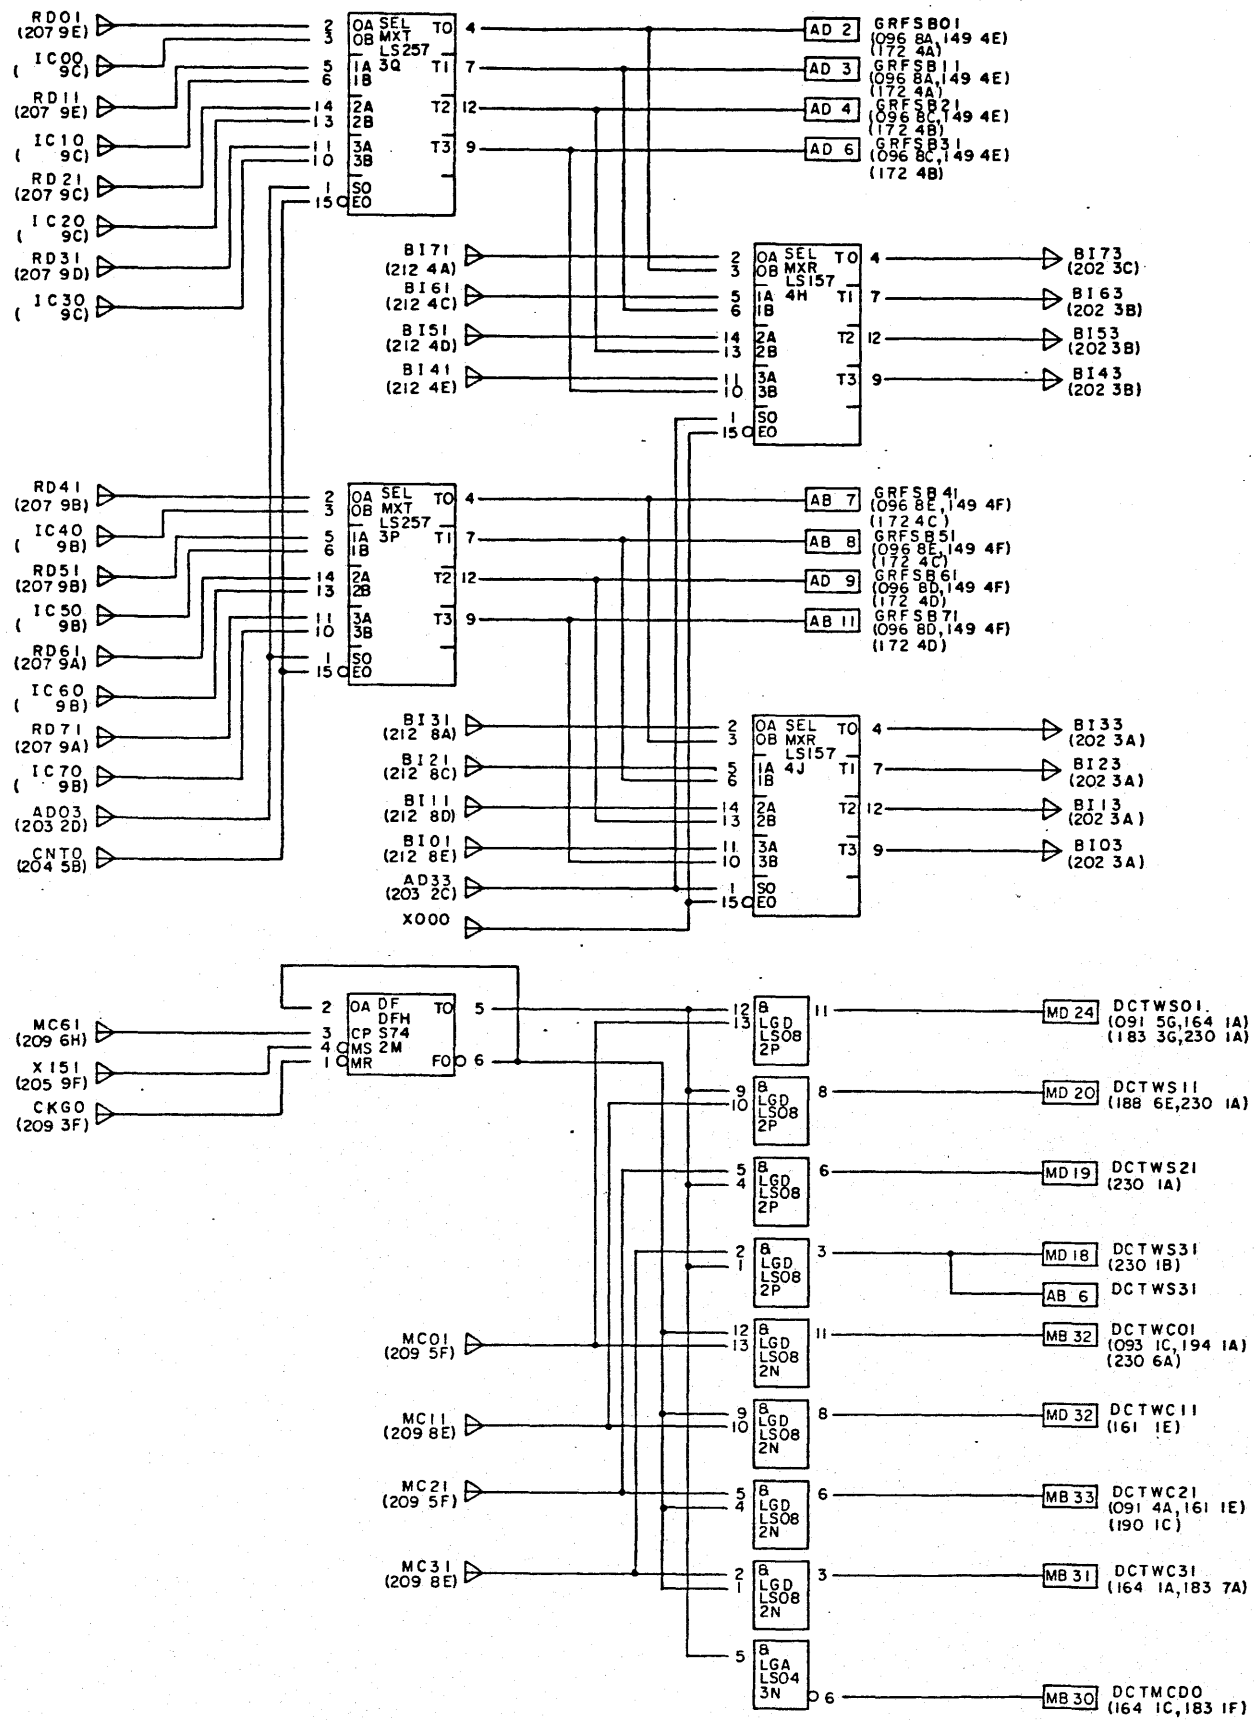 RD01
(207 9E)
IC00
( 9C)
RD11
(207 9E)
IC10
( 9C)
RD21
(207 9C)
IC20
( 9C)
RD31
(207 9D)
IC30
( 9C)
2 OA SEL TO 4
3 OB MXT
LS257
5 1A 3Q T1 7
6 1B
14 2A T2 12
13 2B
11 3A T3 9
10 3B
1 SO
15 EO
AD 2 GRFSB01
(096 8A,149 4E)
(172 4A)
AD 3 GRFSB11
(096 8A,149 4E)
(172 4A)
AD 4 GRFSB21
(096 8C,149 4E)
(172 4B)
AD 6 GRFSB31
(096 8C,149 4E)
(172 4B)
BI71
(212 4A)
BI61
(212 4C)
BI51
(212 4D)
BI41
(212 4E)
2 OA SEL TO 4
3 OB MXR
LS157
5 1A 4H T1 7
6 1B
14 2A T2 12
13 2B
11 3A T3 9
10 3B
1 SO
15 EO
BI73
(202 3C)
BI63
(202 3B)
BI53
(202 3B)
BI43
(202 3B)
RD41
(207 9B)
IC40
( 9B)
RD51
(207 9B)
IC50
( 9B)
RD61
(207 9A)
IC60
( 9B)
RD71
(207 9A)
IC70
( 9B)
AD03
(203 2D)
CNT0
(204 5B)
2 OA SEL TO 4
3 OB MXT
LS257
5 1A 3P T1 7
6 1B
14 2A T2 12
13 2B
11 3A T3 9
10 3B
1 SO
15 EO
AB 7 GRFSB41
(096 8E,149 4F)
(172 4C)
AB 8 GRFSB51
(096 8E,149 4F)
(172 4C)
AD 9 GRFSB61
(096 8D,149 4F)
(172 4D)
AB 11 GRFSB71
(096 8D,149 4F)
(172 4D)
BI31
(212 8A)
BI21
(212 8C)
BI11
(212 8D)
BI01
(212 8E)
AD33
(203 2C)
X000
2 OA SEL TO 4
3 OB MXR
LS157
5 1A 4J T1 7
6 1B
14 2A T2 12
13 2B
11 3A T3 9
10 3B
1 SO
15 EO
BI33
(202 3A)
BI23
(202 3A)
BI13
(202 3A)
BI03
(202 3A)
MC61
(209 6H)
X151
(205 9F)
CKG0
(209 3F)
2 OA DF TO 5
DFH
3 CP S74
4 MS 2M
1 MR FO 6
12 & 11
13 LGD
LS08
2P
MD 24 DCTWS01.
(091 5G,164 1A)
(183 3G,230 1A)
9 & 8
10 LGD
LS08
2P
MD 20 DCTWS11
(188 6E,230 1A)
5 & 6
4 LGD
LS08
2P
MD 19 DCTWS21
(230 1A)
2 & 3
1 LGD
LS08
2P
MD 18 DCTWS31
(230 1B)
AB 6 DCTWS31
MC01
(209 5F)
12 & 11
13 LGD
LS08
2N
MB 32 DCTWC01
(093 1C,194 1A)
(230 6A)
MC11
(209 8E)
9 & 8
10 LGD
LS08
2N
MD 32 DCTWC11
(161 1E)
MC21
(209 5F)
5 & 6
4 LGD
LS08
2N
MB 33 DCTWC21
(091 4A,161 1E)
(190 1C)
MC31
(209 8E)
2 & 3
1 LGD
LS08
2N
MB 31 DCTWC31
(164 1A,183 7A)
5 &
LGA
LS04
3N 6
MB 30 DCTMCD0
(164 1C,183 1F)